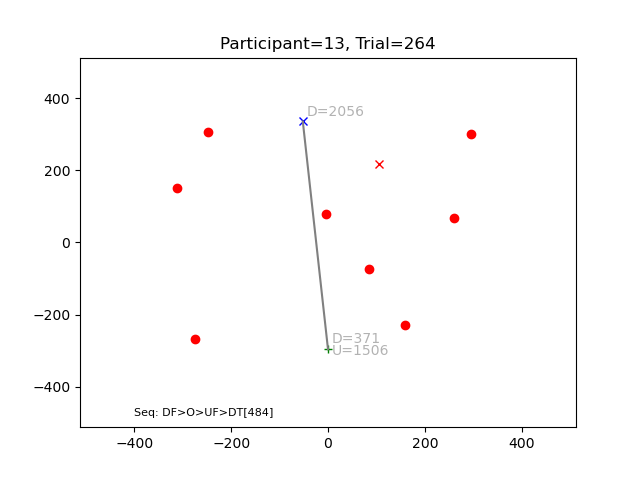 Participant=13, Trial=264
400
200
0
−200
−400
D=2056
D=371
U=1506
Seq: DF>O>UF>DT[484]
−400 −200 0 200 400